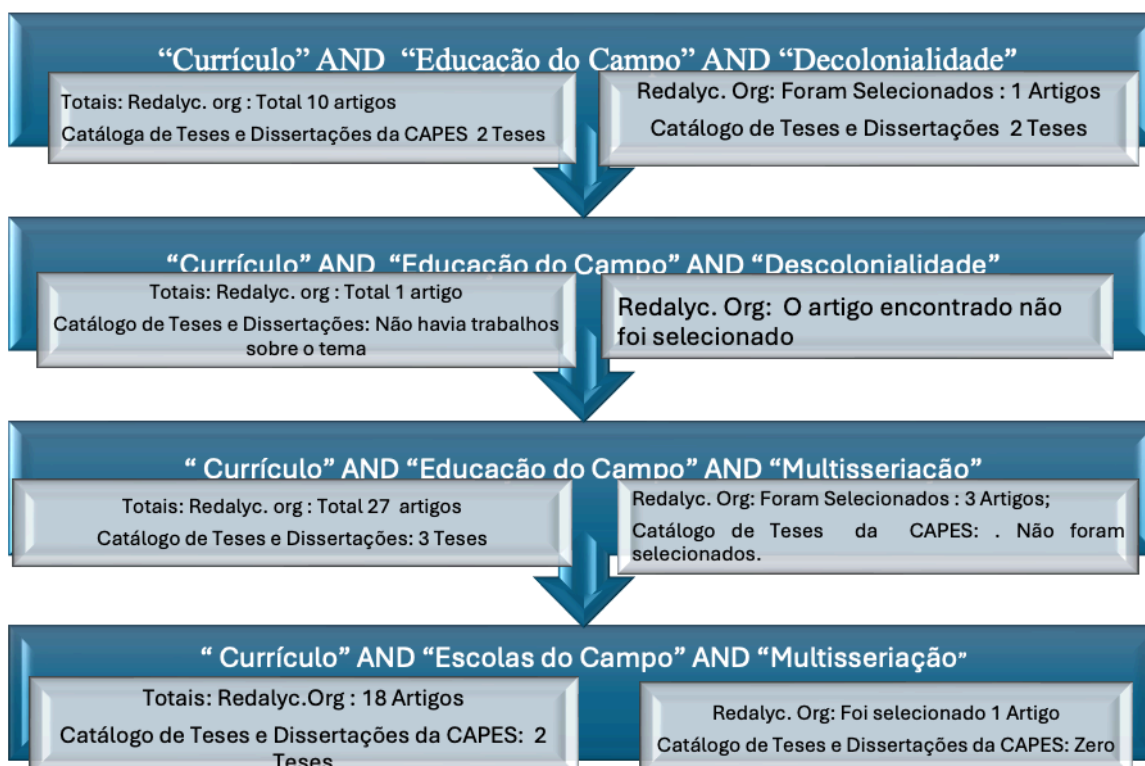 “Currículo” AND “Educação do Campo” AND “Decolonialidade”
Totais: Redalyc. org : Total 10 artigos
Catáloga de Teses e Dissertações da CAPES 2 Teses
Redalyc. Org: Foram Selecionados : 1 Artigos
Catálogo de Teses e Dissertações 2 Teses
“Currículo” AND “Educação do Campo” AND “Descolonialidade”
Totais: Redalyc. org : Total 1 artigo
Catálogo de Teses e Dissertações: Não havia trabalhos
sobre o tema
Redalyc. Org: O artigo encontrado não
foi selecionado
“ Currículo” AND “Educação do Campo” AND “Multisseriação”
Totais: Redalyc. org : Total 27 artigos
Catálogo de Teses e Dissertações: 3 Teses
Redalyc. Org: Foram Selecionados : 3 Artigos;
Catálogo de Teses da CAPES: . Não foram
selecionados.
“ Currículo” AND “Escolas do Campo” AND “Multisseriação”
Totais: Redalyc.Org : 18 Artigos
Catálogo de Teses e Dissertações da CAPES: 2
Teses
Redalyc. Org: Foi selecionado 1 Artigo
Catálogo de Teses e Dissertações da CAPES: Zero